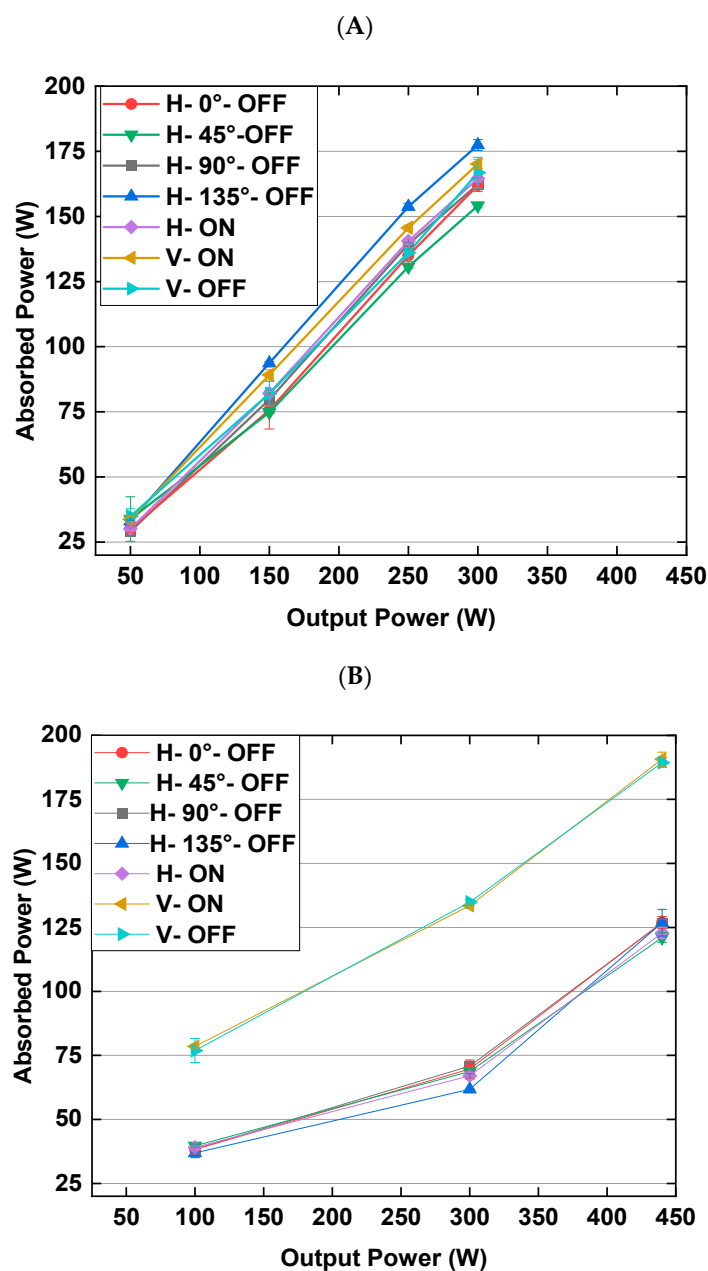 (A)
200
175
150
125
100
75
50
25
Absorbed Power (W)
H- 0°- OFF
H- 45°-OFF
H- 90°- OFF
H- 135°- OFF
H- ON
V- ON
V- OFF
50 100 150 200 250 300 350 400 450
Output Power (W)
(B)
200
175
150
125
100
75
50
25
Absorbed Power (W)
H- 0°- OFF
H- 45°- OFF
H- 90°- OFF
H- 135°- OFF
H- ON
V- ON
V- OFF
50 100 150 200 250 300 350 400 450
Output Power (W)